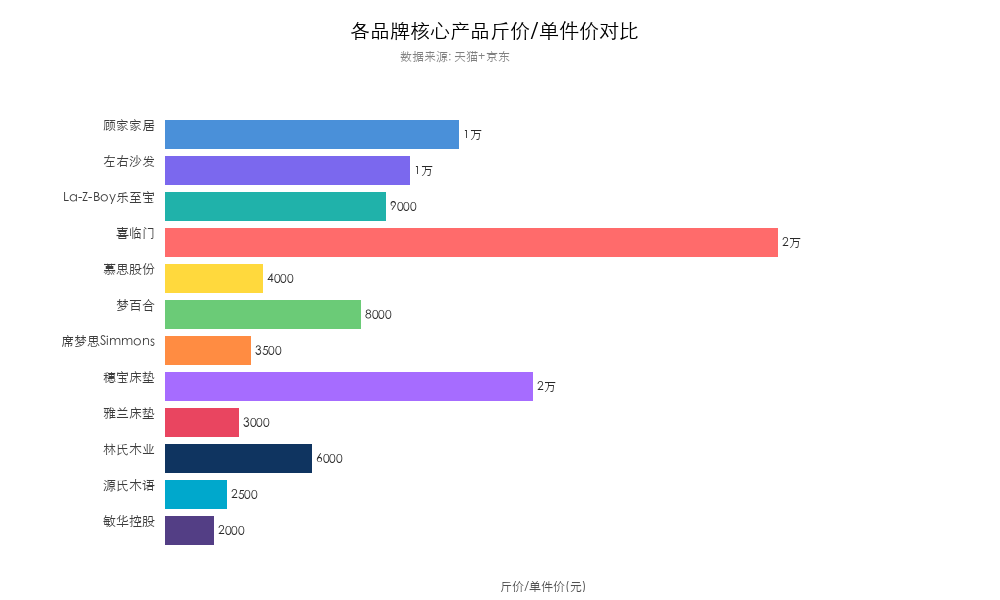 各品牌核心产品斤价/单件价对比
数据来源: 天猫+京东
顾家家居 1万
左右沙发 1万
La-Z-Boy乐至宝 9000
喜临门 2万
慕思股份 4000
梦百合 8000
席梦思Simmons 3500
穗宝床垫 2万
雅兰床垫 3000
林氏木业 6000
源氏木语 2500
敏华控股 2000
斤价/单件价(元)